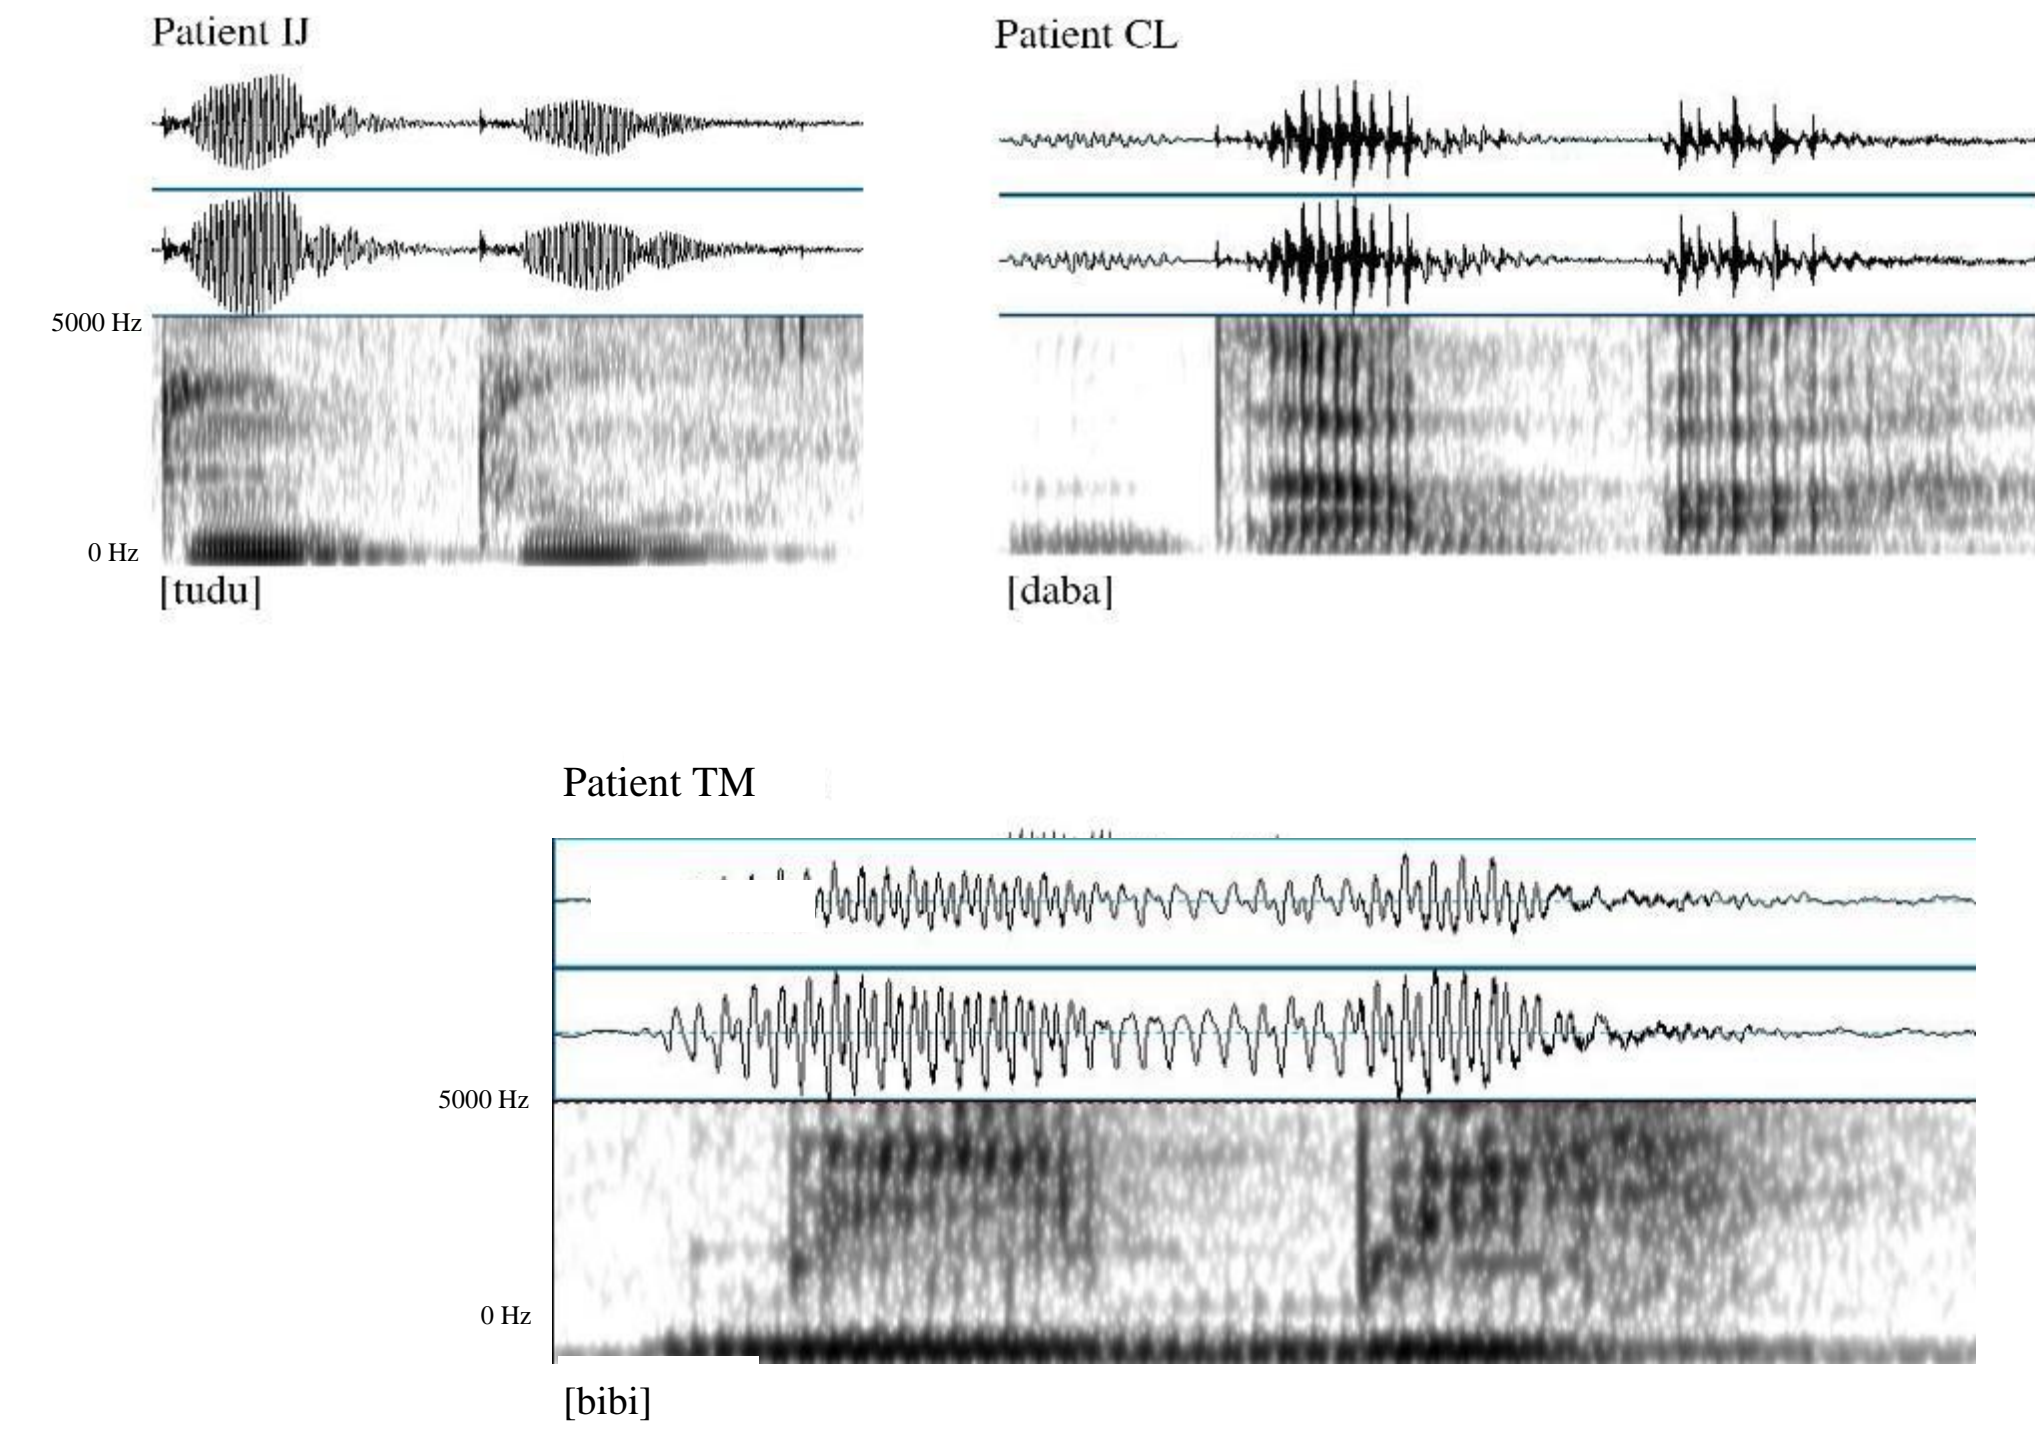 Patient IJ
Patient CL
5000 Hz
0 Hz
[tudu]
[daba]
Patient TM
5000 Hz
0 Hz
[bibi]